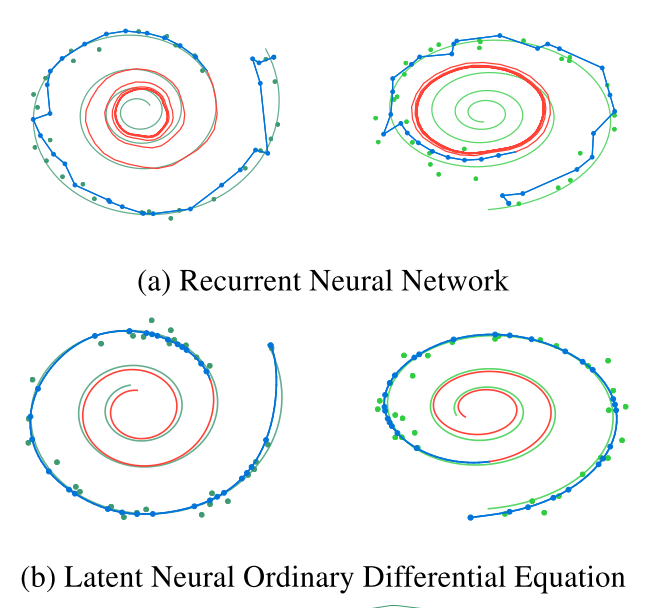 (a) Recurrent Neural Network
(b) Latent Neural Ordinary Differential Equation